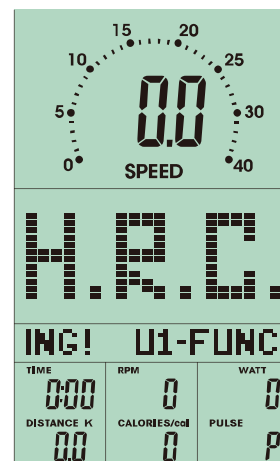 15 20
10 25
5 0.0 30
0 SPEED 40
H.R.C.
ING! U1-FUNC
TIME RPM WATT
0:00 0 0
DISTANCE K CALORIES/cal PULSE
0.0 0 P